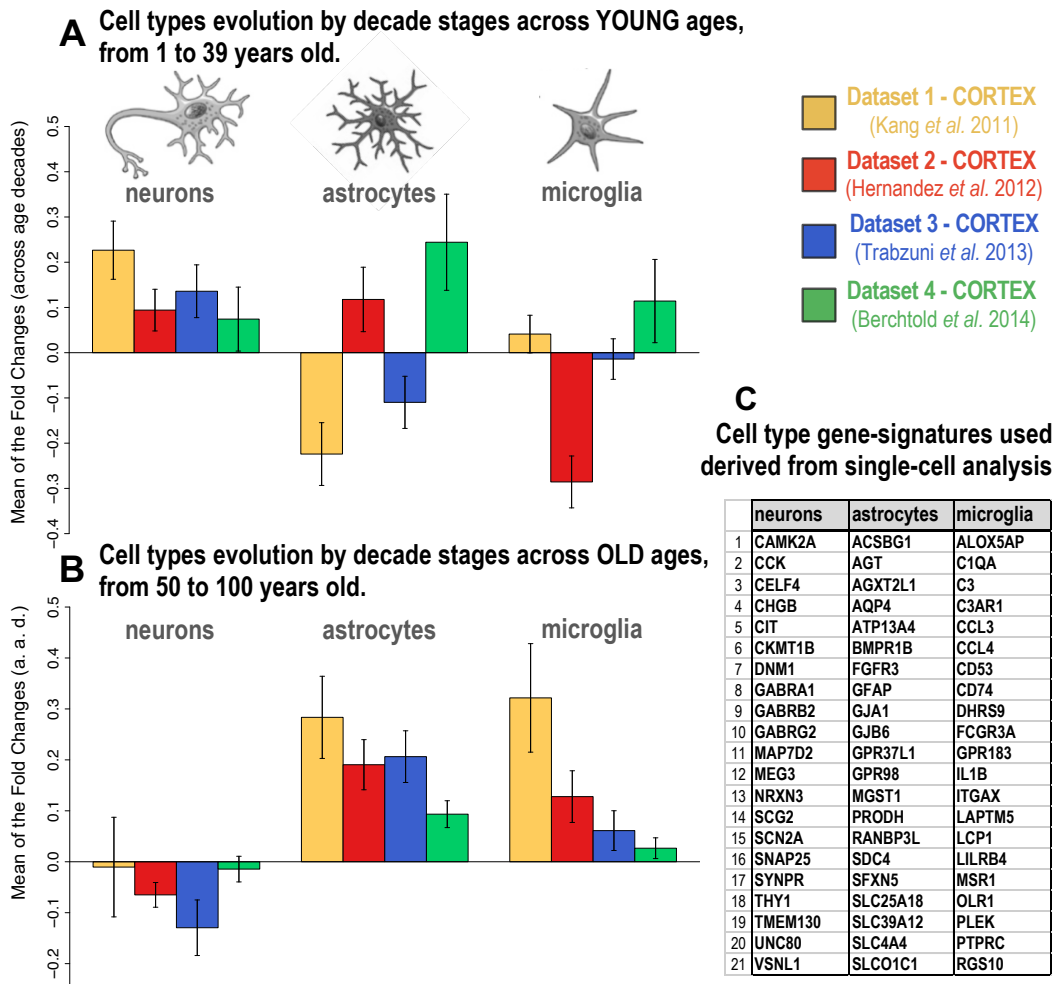 A Cell types evolution by decade stages across YOUNG ages,
from 1 to 39 years old.
Mean of the Fold Changes (across age decades)
0.5
0.4
0.3
0.2
0.1
0.0
−0.1
−0.2
−0.3
−0.4
neurons astrocytes microglia
Dataset 1 - CORTEX
(Kang et al. 2011)
Dataset 2 - CORTEX
(Hernandez et al. 2012)
Dataset 3 - CORTEX
(Trabzuni et al. 2013)
Dataset 4 - CORTEX
(Berchtold et al. 2014)
B Cell types evolution by decade stages across OLD ages,
from 50 to 100 years old.
Mean of the Fold Changes (a. a. d.)
0.5
0.4
0.3
0.2
0.1
0.0
−0.1
−0.2
neurons astrocytes microglia
C
Cell type gene-signatures used
derived from single-cell analysis
neurons astrocytes microglia
1 CAMK2A ACSBG1 ALOX5AP
2 CCK AGT C1QA
3 CELF4 AGXT2L1 C3
4 CHGB AQP4 C3AR1
5 CIT ATP13A4 CCL3
6 CKMT1B BMPR1B CCL4
7 DNM1 FGFR3 CD53
8 GABRA1 GFAP CD74
9 GABRB2 GJA1 DHRS9
10 GABRG2 GJB6 FCGR3A
11 MAP7D2 GPR37L1 GPR183
12 MEG3 GPR98 IL1B
13 NRXN3 MGST1 ITGAX
14 SCG2 PRODH LAPTM5
15 SCN2A RANBP3L LCP1
16 SNAP25 SDC4 LILRB4
17 SYNPR SFXN5 MSR1
18 THY1 SLC25A18 OLR1
19 TMEM130 SLC39A12 PLEK
20 UNC80 SLC4A4 PTPRC
21 VSNL1 SLCO1C1 RGS10